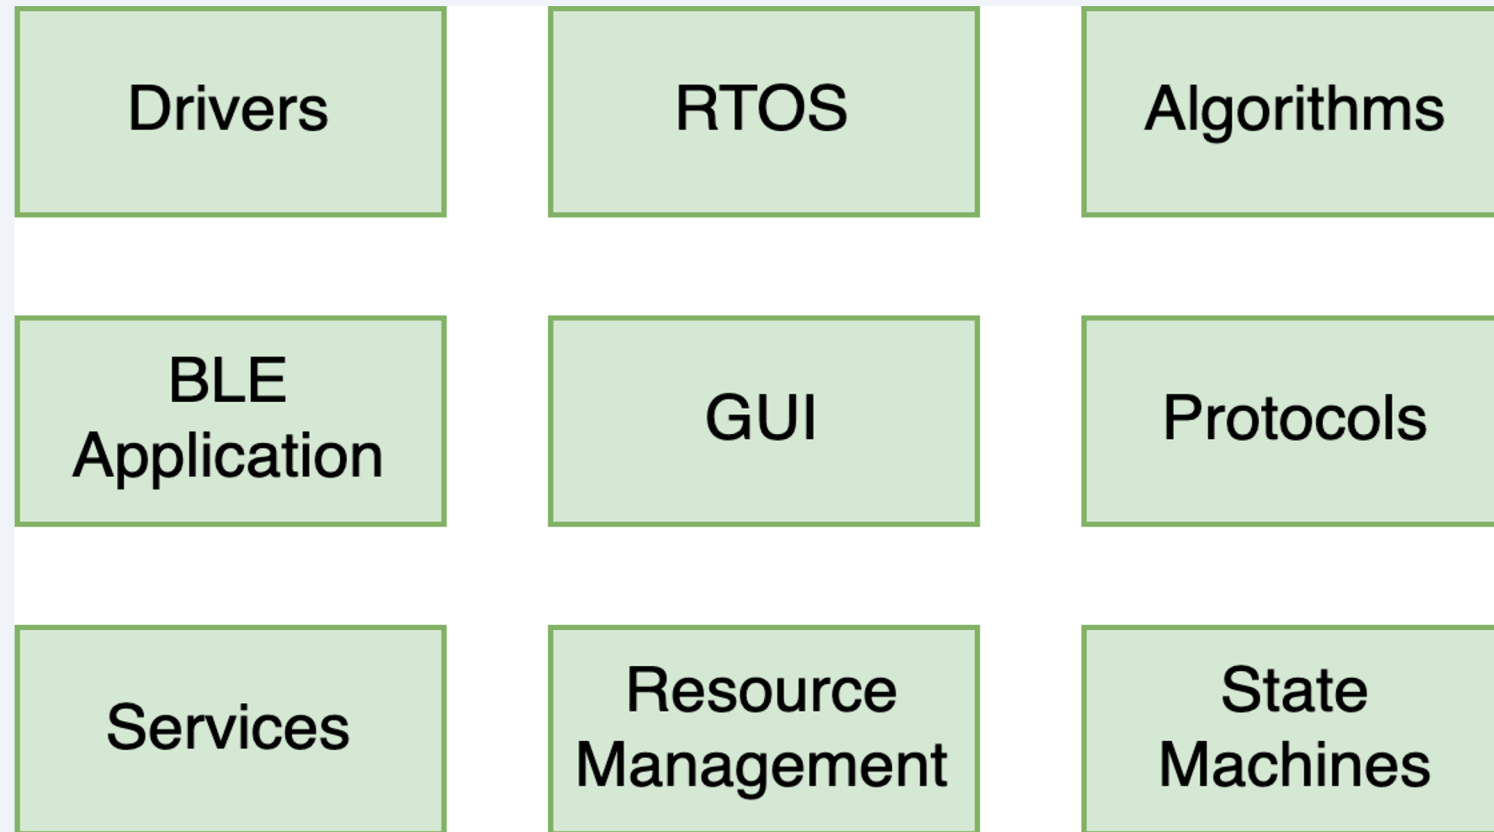 Drivers
RTOS
Algorithms
BLE
Application
GUI
Protocols
Services
Resource
Management
State
Machines